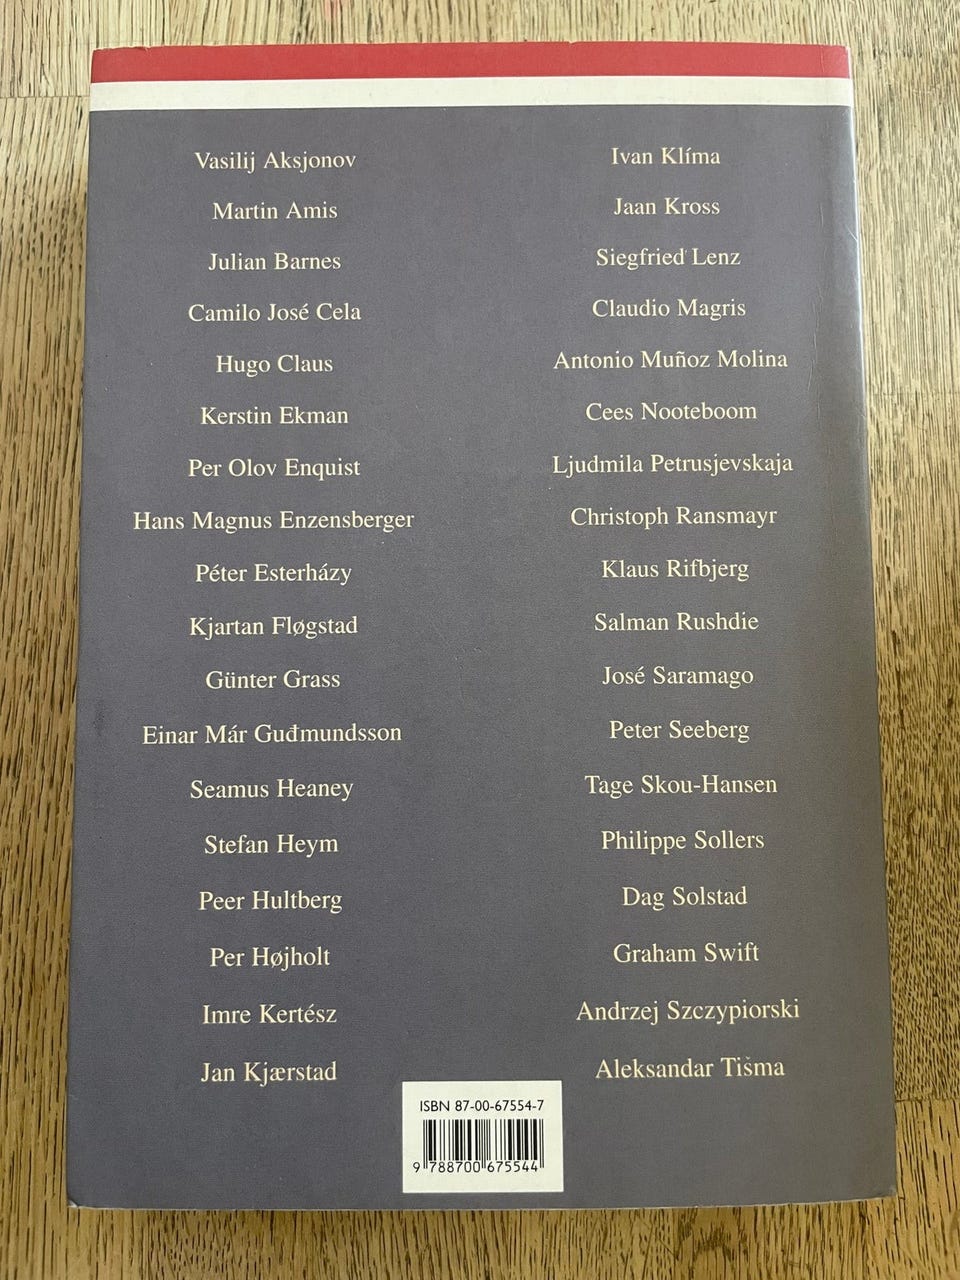 Vasilij Aksjonov
Martin Amis
Julian Barnes
Camilo José Cela
Hugo Claus
Kerstin Ekman
Per Olov Enquist
Hans Magnus Enzensberger
Péter Esterházy
Kjartan Fløgstad
Günter Grass
Einar Már Guđmundsson
Seamus Heaney
Stefan Heym
Peer Hultberg
Per Højholt
Imre Kertész
Jan Kjærstad
Ivan Klíma
Jaan Kross
Siegfried Lenz
Claudio Magris
Antonio Muñoz Molina
Cees Nooteboom
Ljudmila Petrusjevskaja
Christoph Ransmayr
Klaus Rifbjerg
Salman Rushdie
José Saramago
Peter Seeberg
Tage Skou-Hansen
Philippe Sollers
Dag Solstad
Graham Swift
Andrzej Szczypiorski
Aleksandar Tišma
ISBN 87-00-67554-7
9 788700 675544